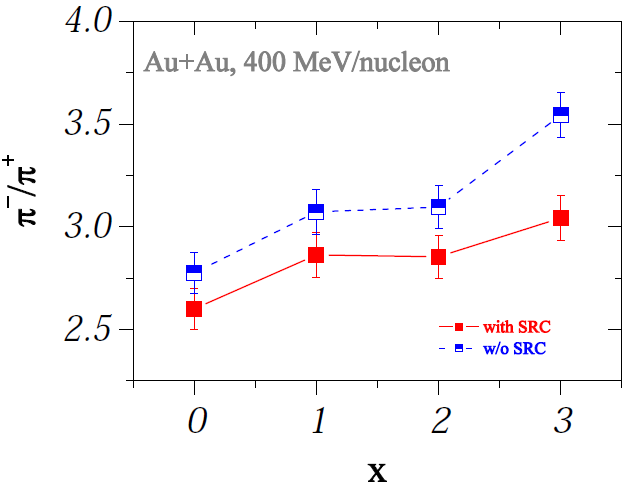 4.0
Au+Au, 400 MeV/nucleon
3.5
π⁻/π⁺
3.0
2.5
with SRC
w/o SRC
0 1 2 3
x